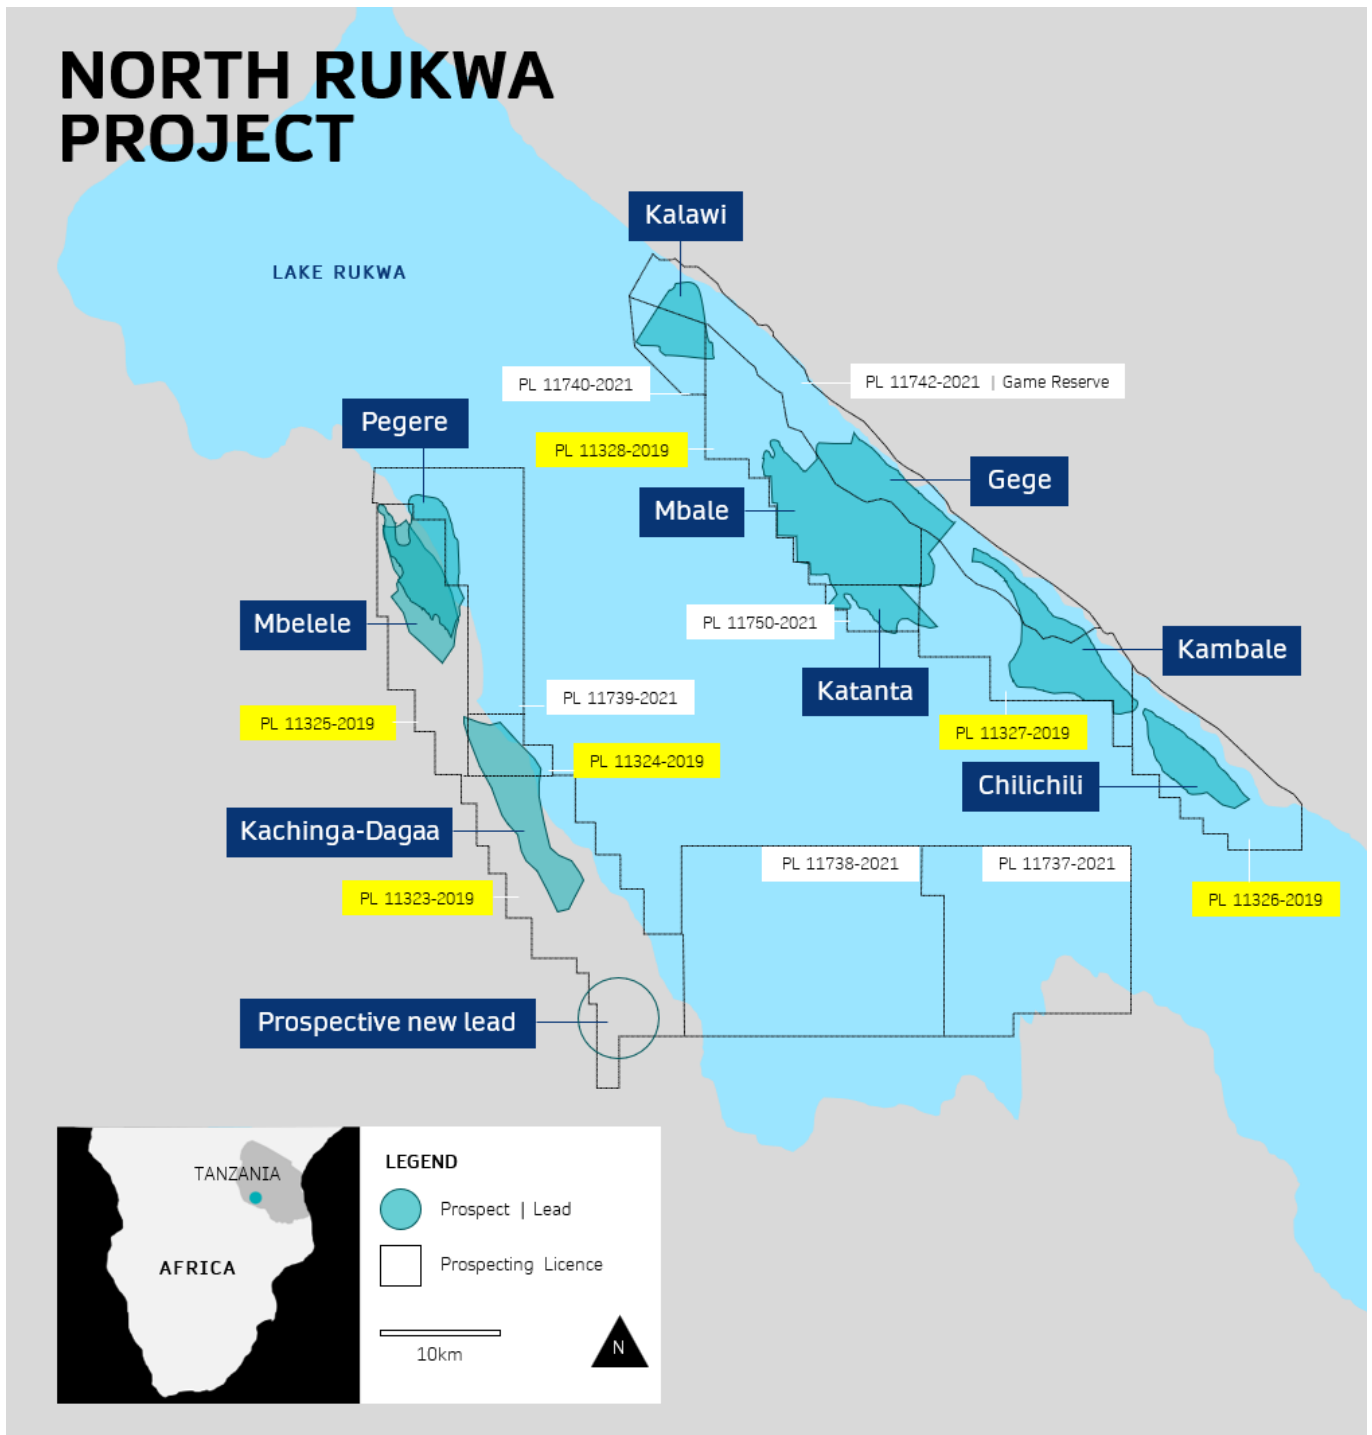 NORTH RUKWA
PROJECT
Kalawi
LAKE RUKWA
PL 11740-2021
PL 11742-2021 | Game Reserve
Pegere
PL 11328-2019
Gege
Mbale
Mbelele
PL 11750-2021
Kambale
Katanta
PL 11739-2021
PL 11325-2019
PL 11327-2019
PL 11324-2019
Chilichili
Kachinga-Dagaa
PL 11738-2021
PL 11737-2021
PL 11323-2019
PL 11326-2019
Prospective new lead
TANZANIA
AFRICA
LEGEND
Prospect | Lead
Prospecting Licence
10km
N